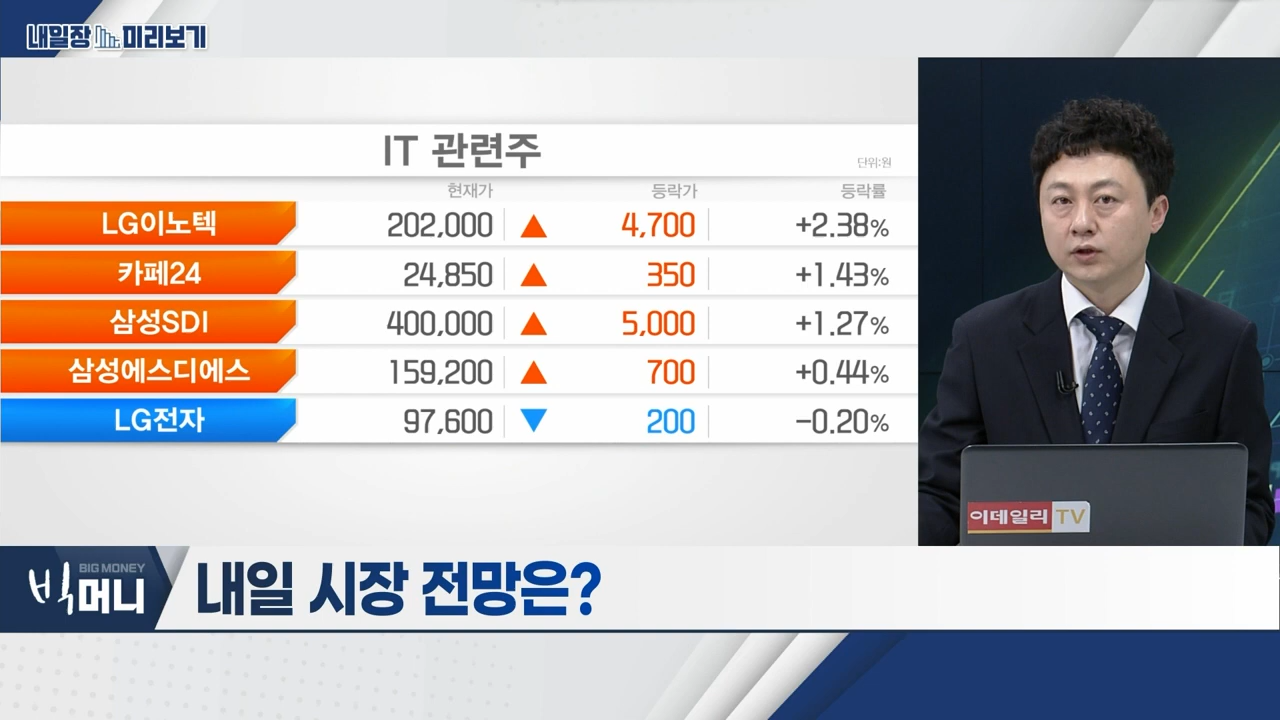 내일장 미리보기
IT 관련주
단위:원
현재가 등락가 등락률
LG이노텍 202,000 ▲ 4,700 +2.38%
카페24 24,850 ▲ 350 +1.43%
삼성SDI 400,000 ▲ 5,000 +1.27%
삼성에스디에스 159,200 ▲ 700 +0.44%
LG전자 97,600 ▼ 200 -0.20%
이데일리 TV
BIG MONEY
빅머니
내일 시장 전망은?